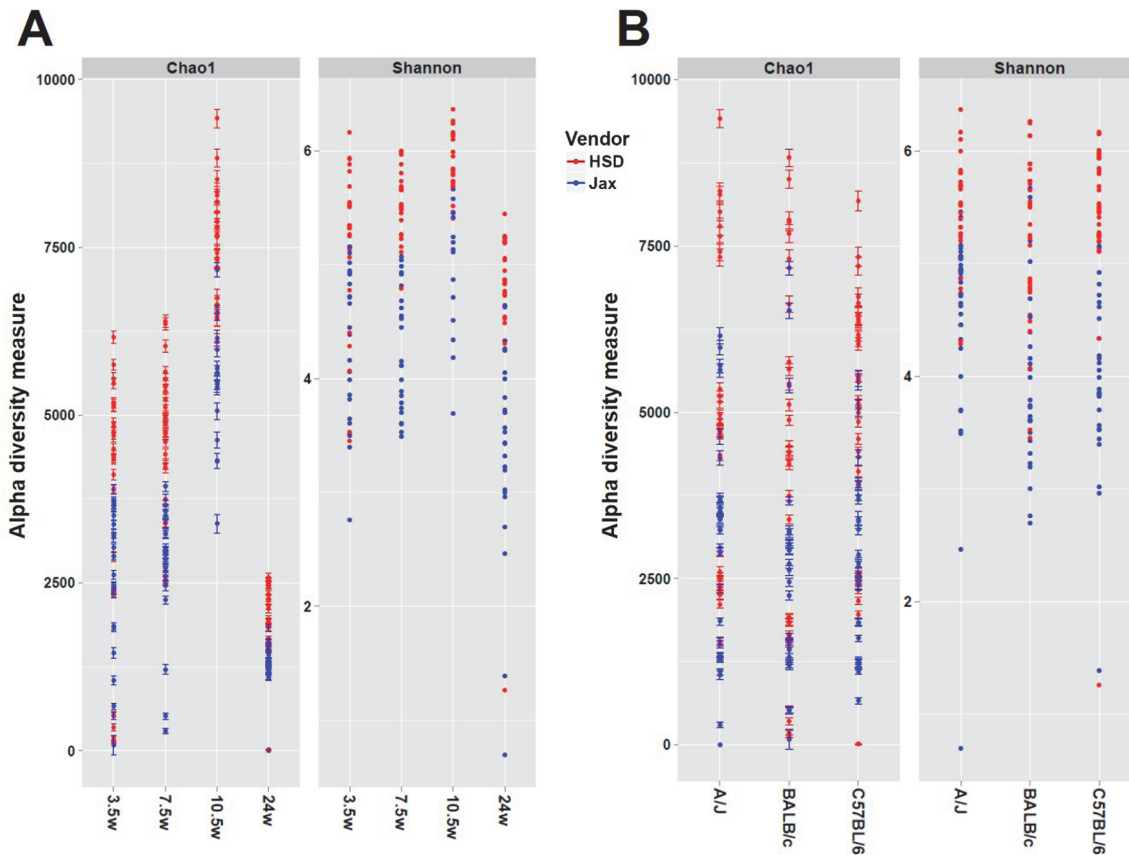 A
B
Chao1
Shannon
Chao1
Shannon
10000
7500
5000
2500
0
Alpha diversity measure
6
4
2
3.5w
7.5w
10.5w
24w
3.5w
7.5w
10.5w
24w
Vendor
HSD
Jax
10000
7500
5000
2500
0
Alpha diversity measure
6
4
2
A/J
BALB/c
C57BL/6
A/J
BALB/c
C57BL/6